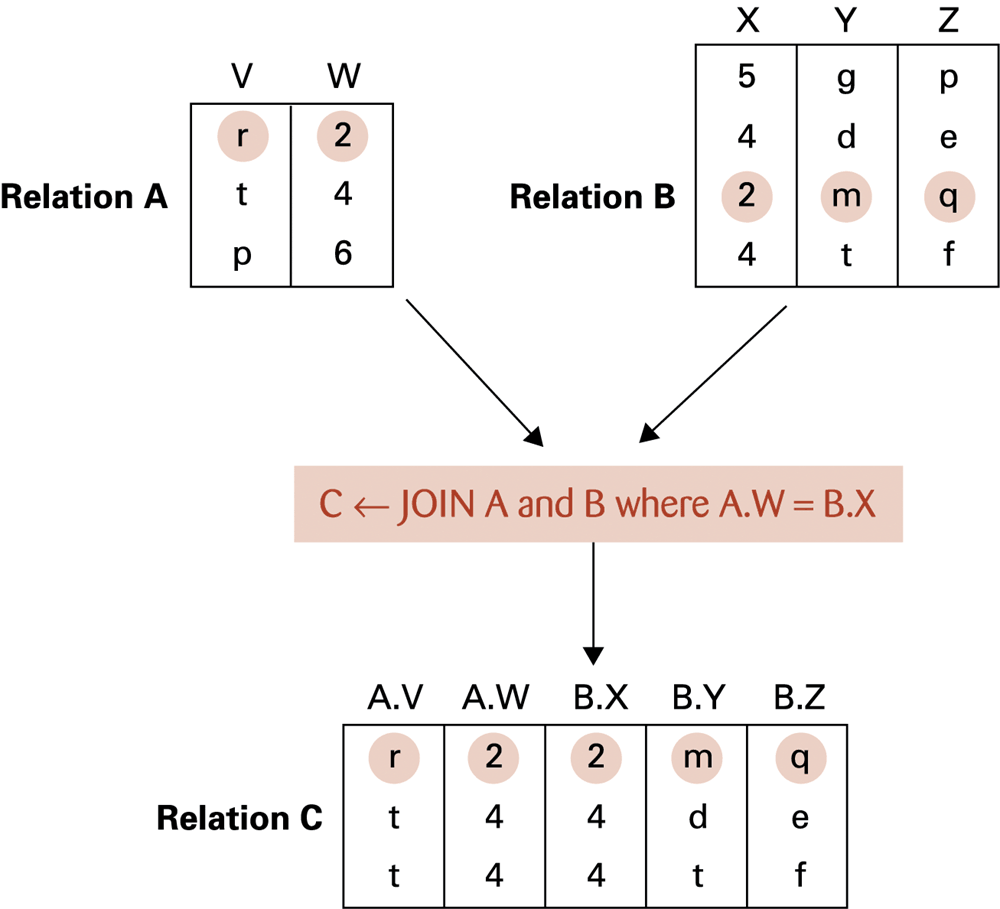 V W
r 2
Relation A t 4
p 6
X Y Z
5 g p
4 d e
Relation B 2 m q
4 t f
C ← JOIN A and B where A.W = B.X
A.V A.W B.X B.Y B.Z
r 2 2 m q
Relation C t 4 4 d e
t 4 4 t f